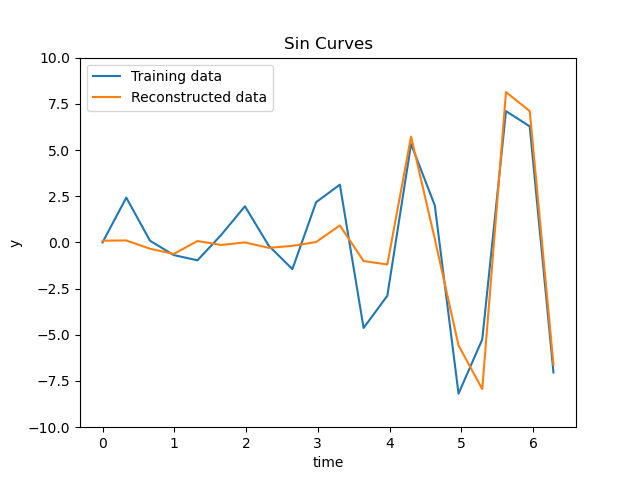 Sin Curves
Training data
Reconstructed data
10.0
7.5
5.0
2.5
0.0
−2.5
−5.0
−7.5
−10.0
y
0 1 2 3 4 5 6
time